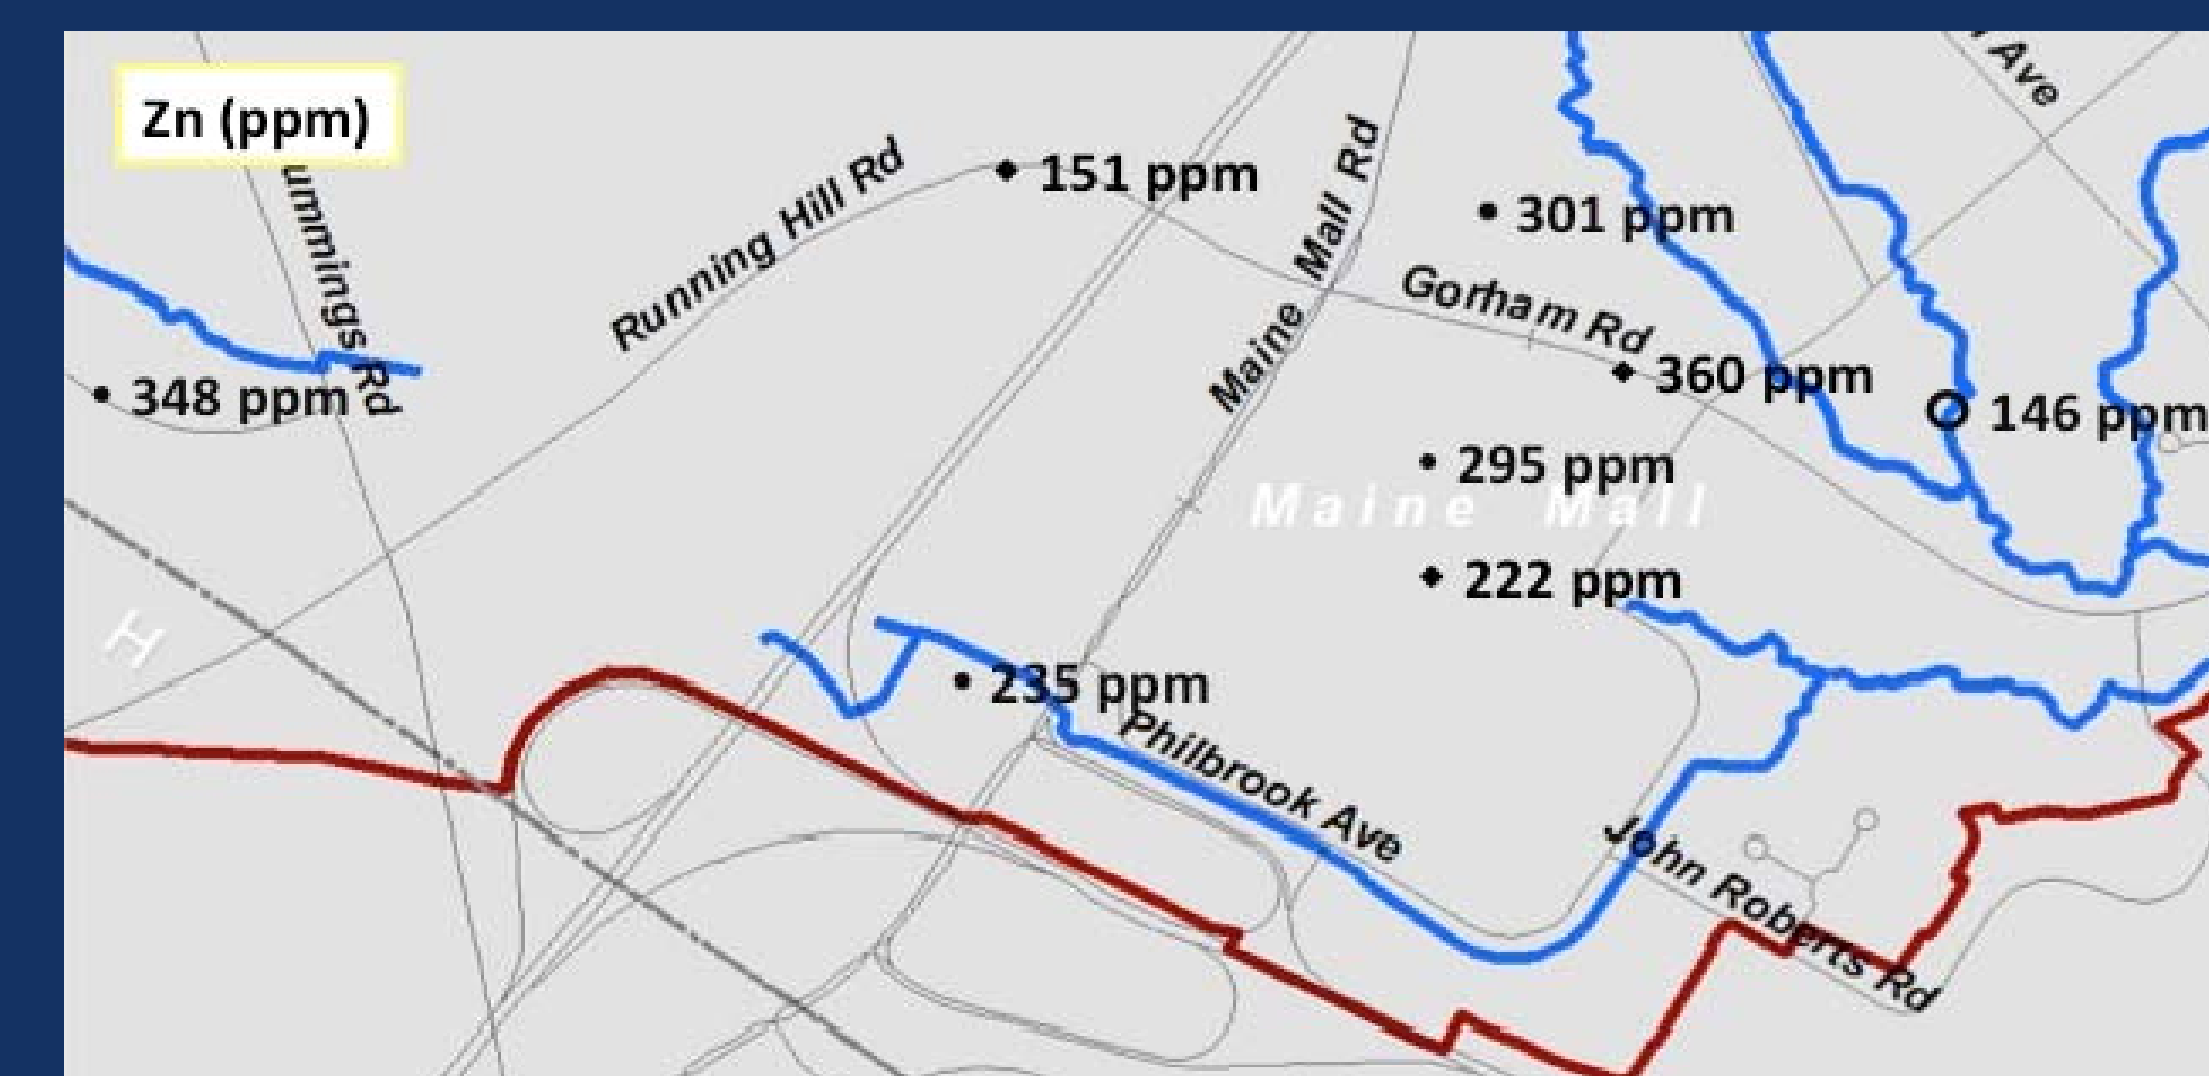 Ave
Zn (ppm)
ummings Rd
Running Hill Rd
151 ppm
Maine Mall Rd
301 ppm
Gorham Rd
348 ppm
360 ppm
146 ppm
295 ppm
Maine Mall
222 ppm
H
235 ppm
Philbrook Ave
John Roberts Rd